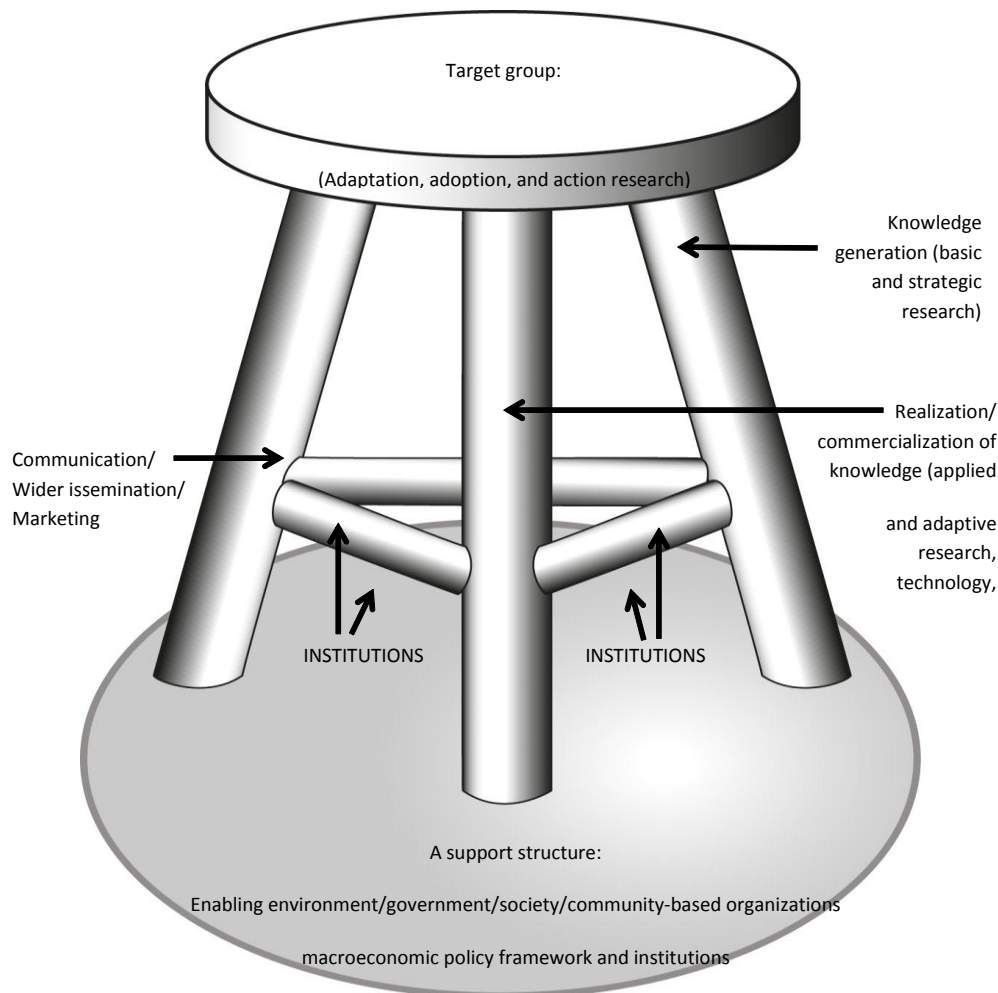 Target group:
(Adaptation, adoption, and action research)
Knowledge
generation (basic
and strategic
research)
Realization/
commercialization of
knowledge (applied
and adaptive
research,
technology,
Communication/
Wider issemination/
Marketing
INSTITUTIONS
INSTITUTIONS
A support structure:
Enabling environment/government/society/community-based organizations
macroeconomic policy framework and institutions